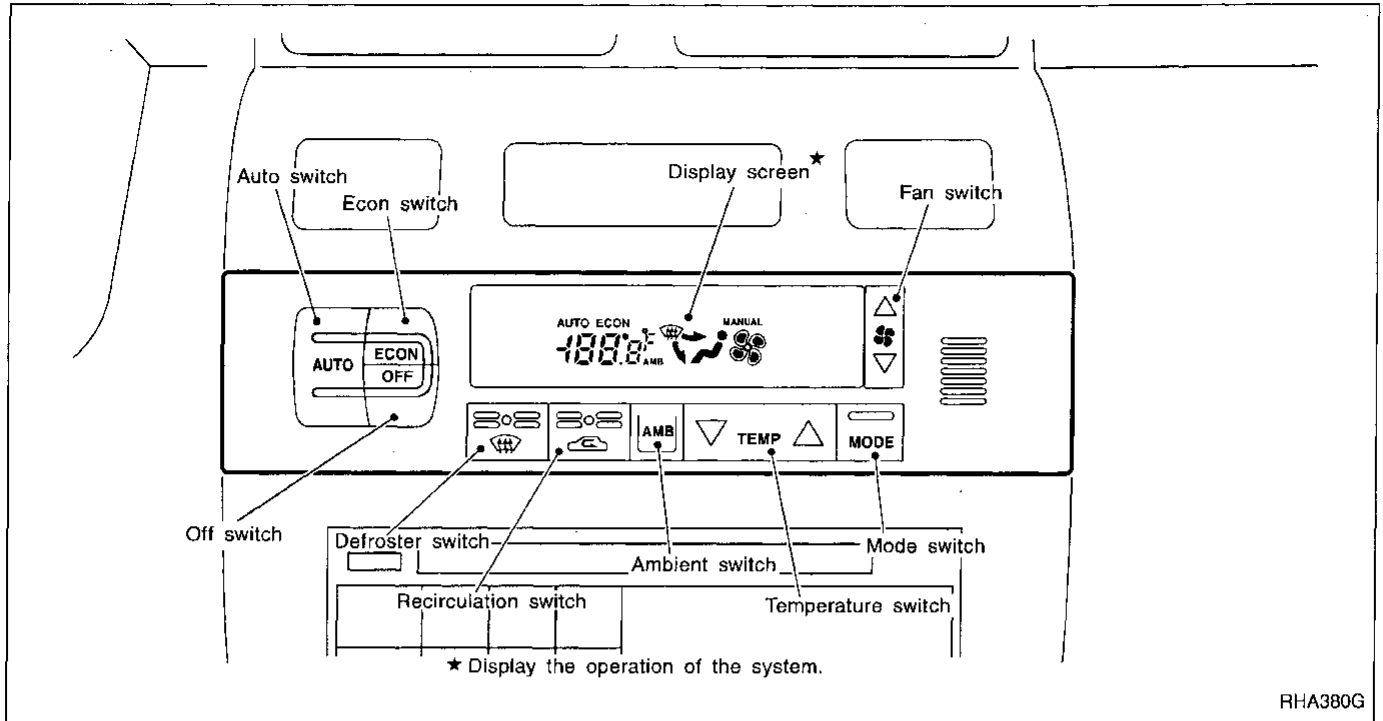 Auto switch
Econ switch
Display screen★
Fan switch
AUTO ECON
MANUAL
-188.8°F
AMB
AUTO
ECON
OFF
AMB
TEMP
MODE
Off switch
Defroster switch
Mode switch
Ambient switch
Recirculation switch
Temperature switch
★ Display the operation of the system.
RHA380G